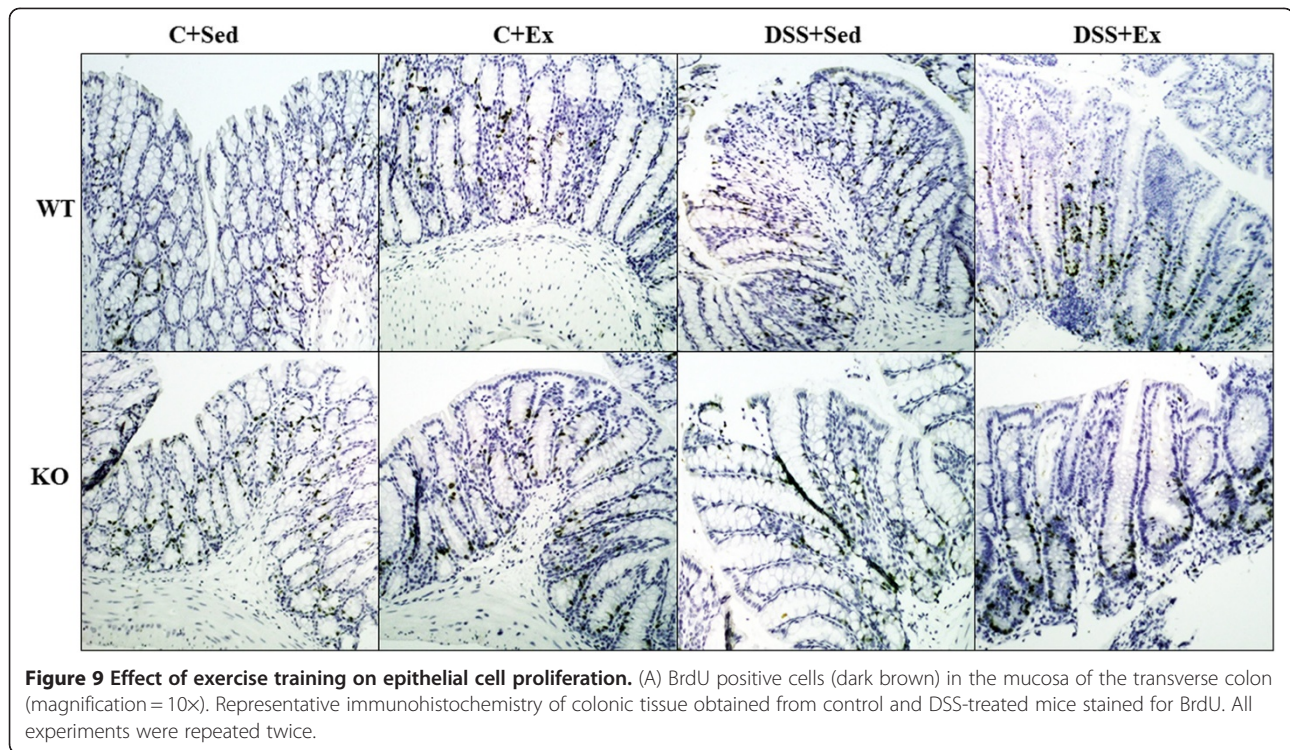 C+Sed C+Ex DSS+Sed DSS+Ex
WT
KO
Figure 9 Effect of exercise training on epithelial cell proliferation. (A) BrdU positive cells (dark brown) in the mucosa of the transverse colon
(magnification = 10×). Representative immunohistochemistry of colonic tissue obtained from control and DSS-treated mice stained for BrdU. All
experiments were repeated twice.